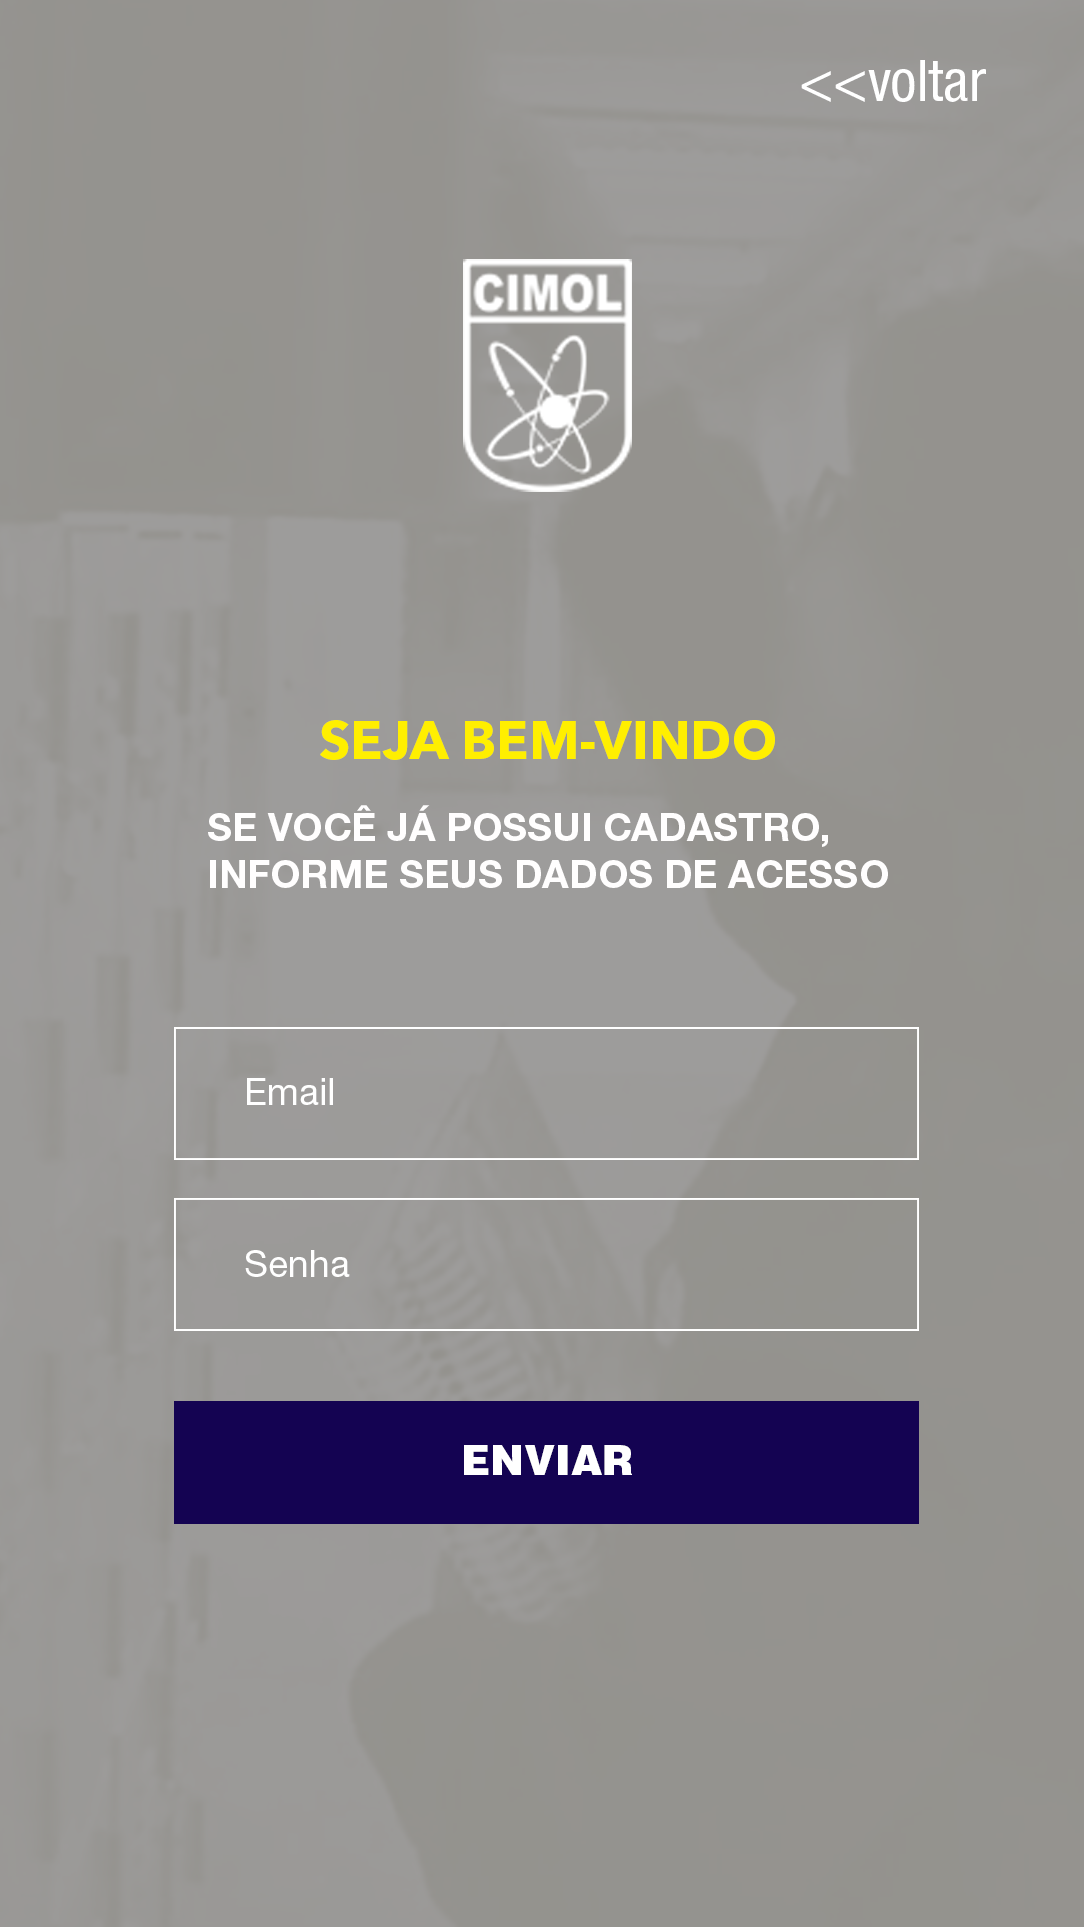 <<voltar
CIMOL
SEJA BEM-VINDO
SE VOCÊ JÁ POSSUI CADASTRO,
INFORME SEUS DADOS DE ACESSO
Email
Senha
ENVIAR